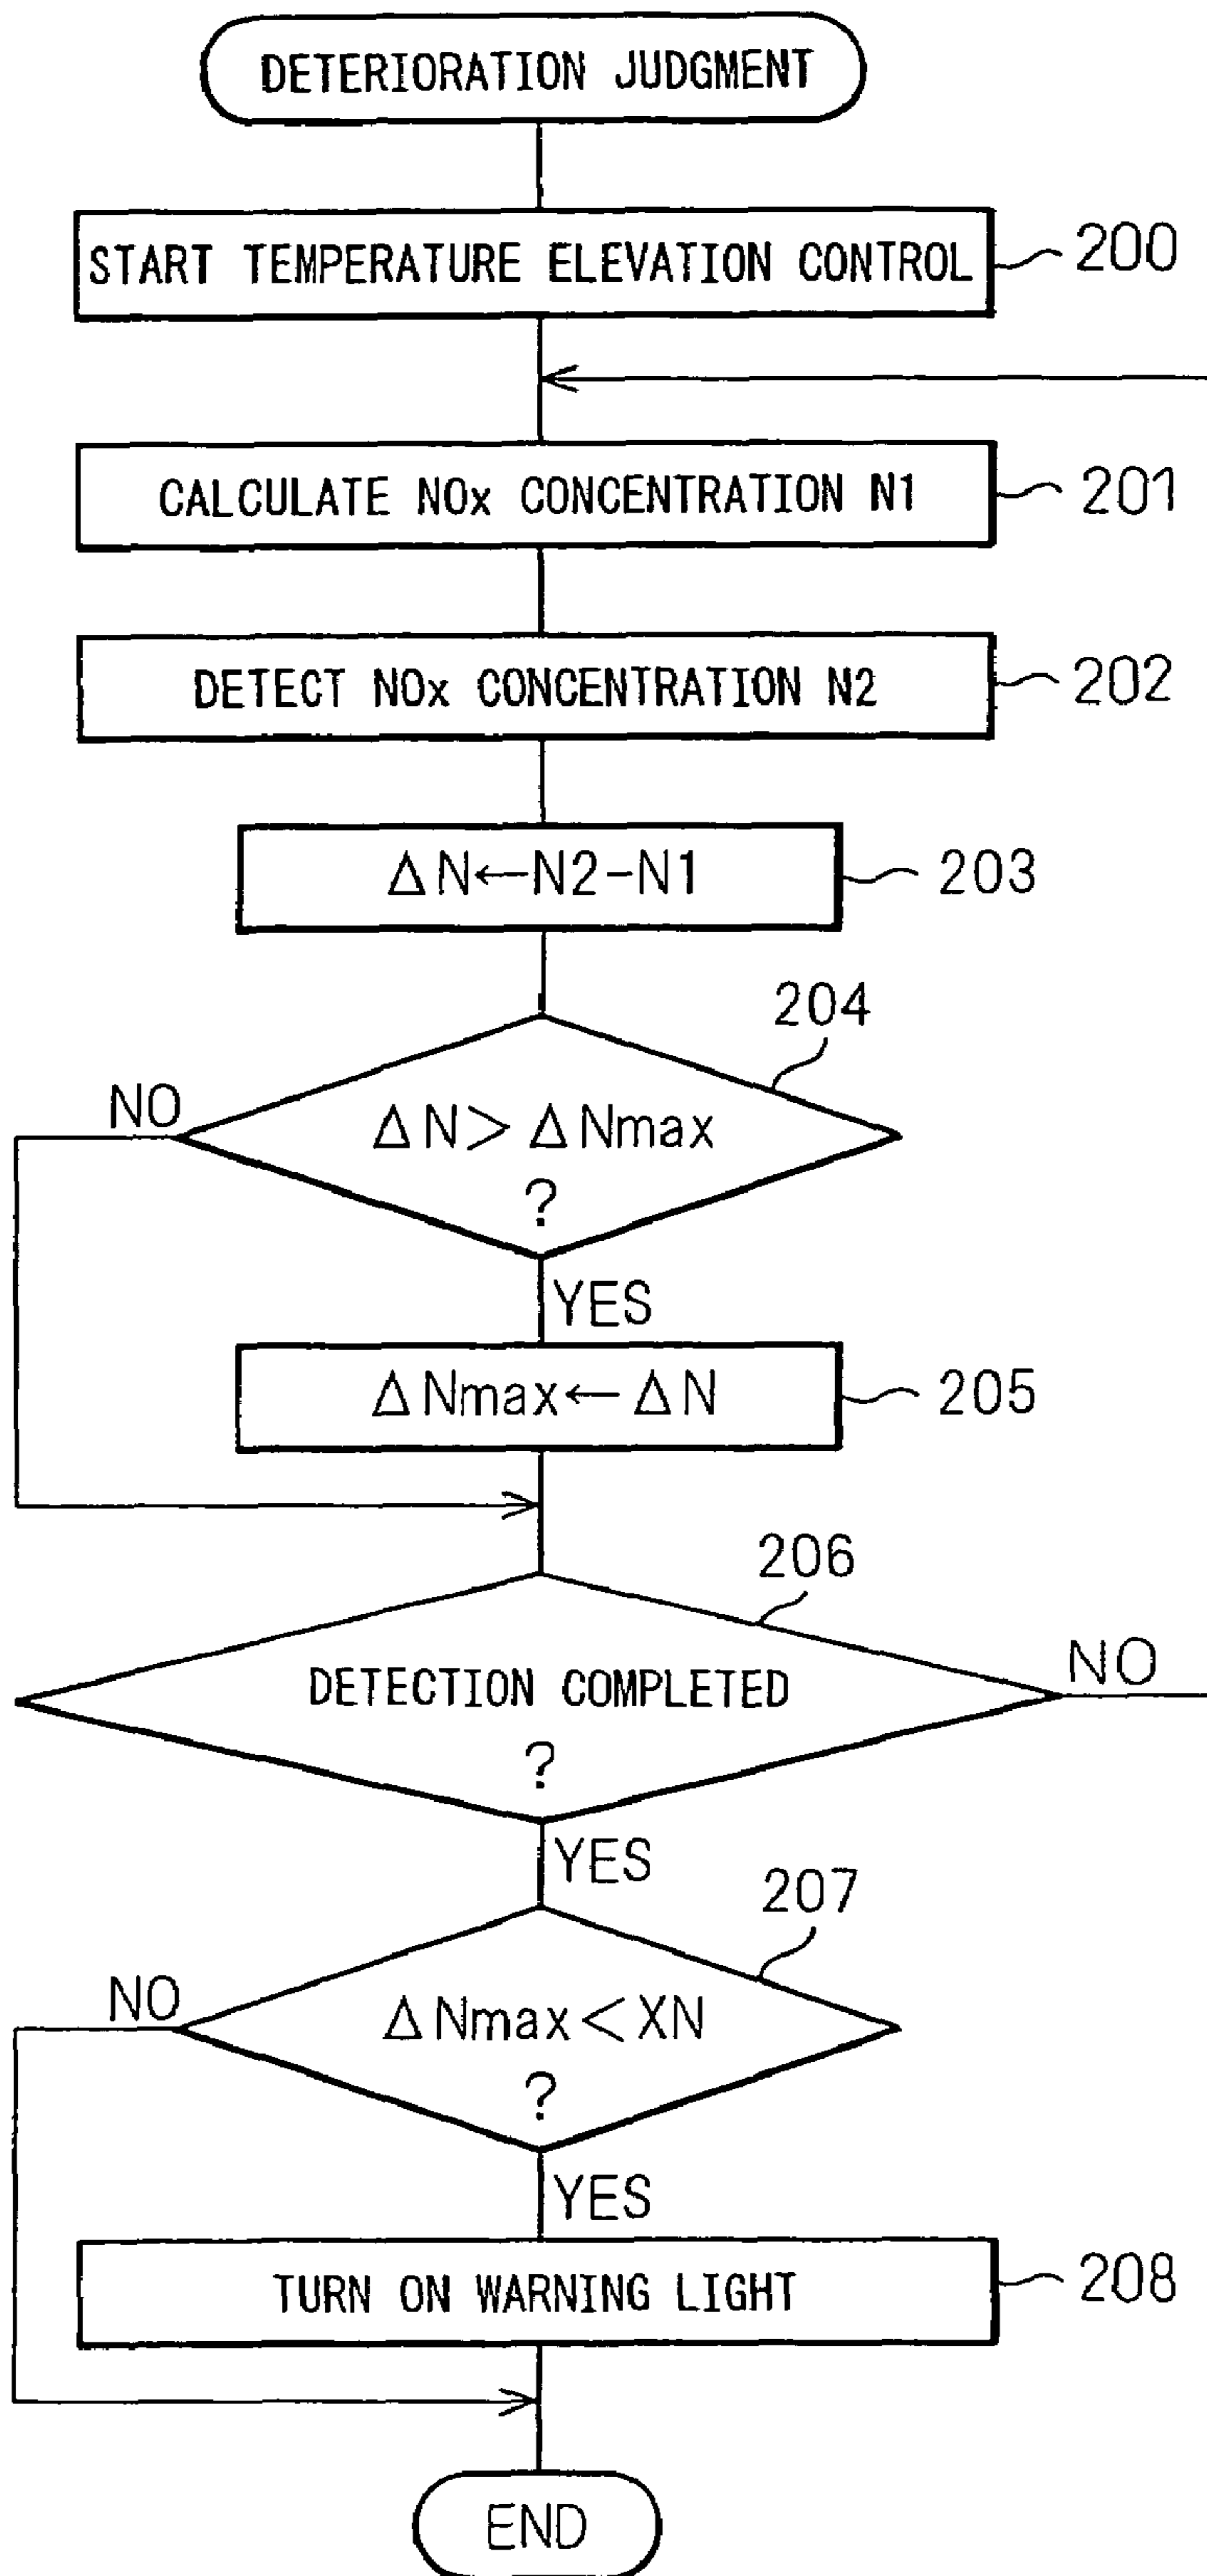 DETERIORATION JUDGMENT
START TEMPERATURE ELEVATION CONTROL
200
CALCULATE NOx CONCENTRATION N1
201
DETECT NOx CONCENTRATION N2
202
ΔN←N2-N1
203
204
NO
ΔN>ΔNmax
?
YES
ΔNmax←ΔN
205
206
NO
DETECTION COMPLETED
?
YES
207
NO
ΔNmax<XN
?
YES
TURN ON WARNING LIGHT
208
END